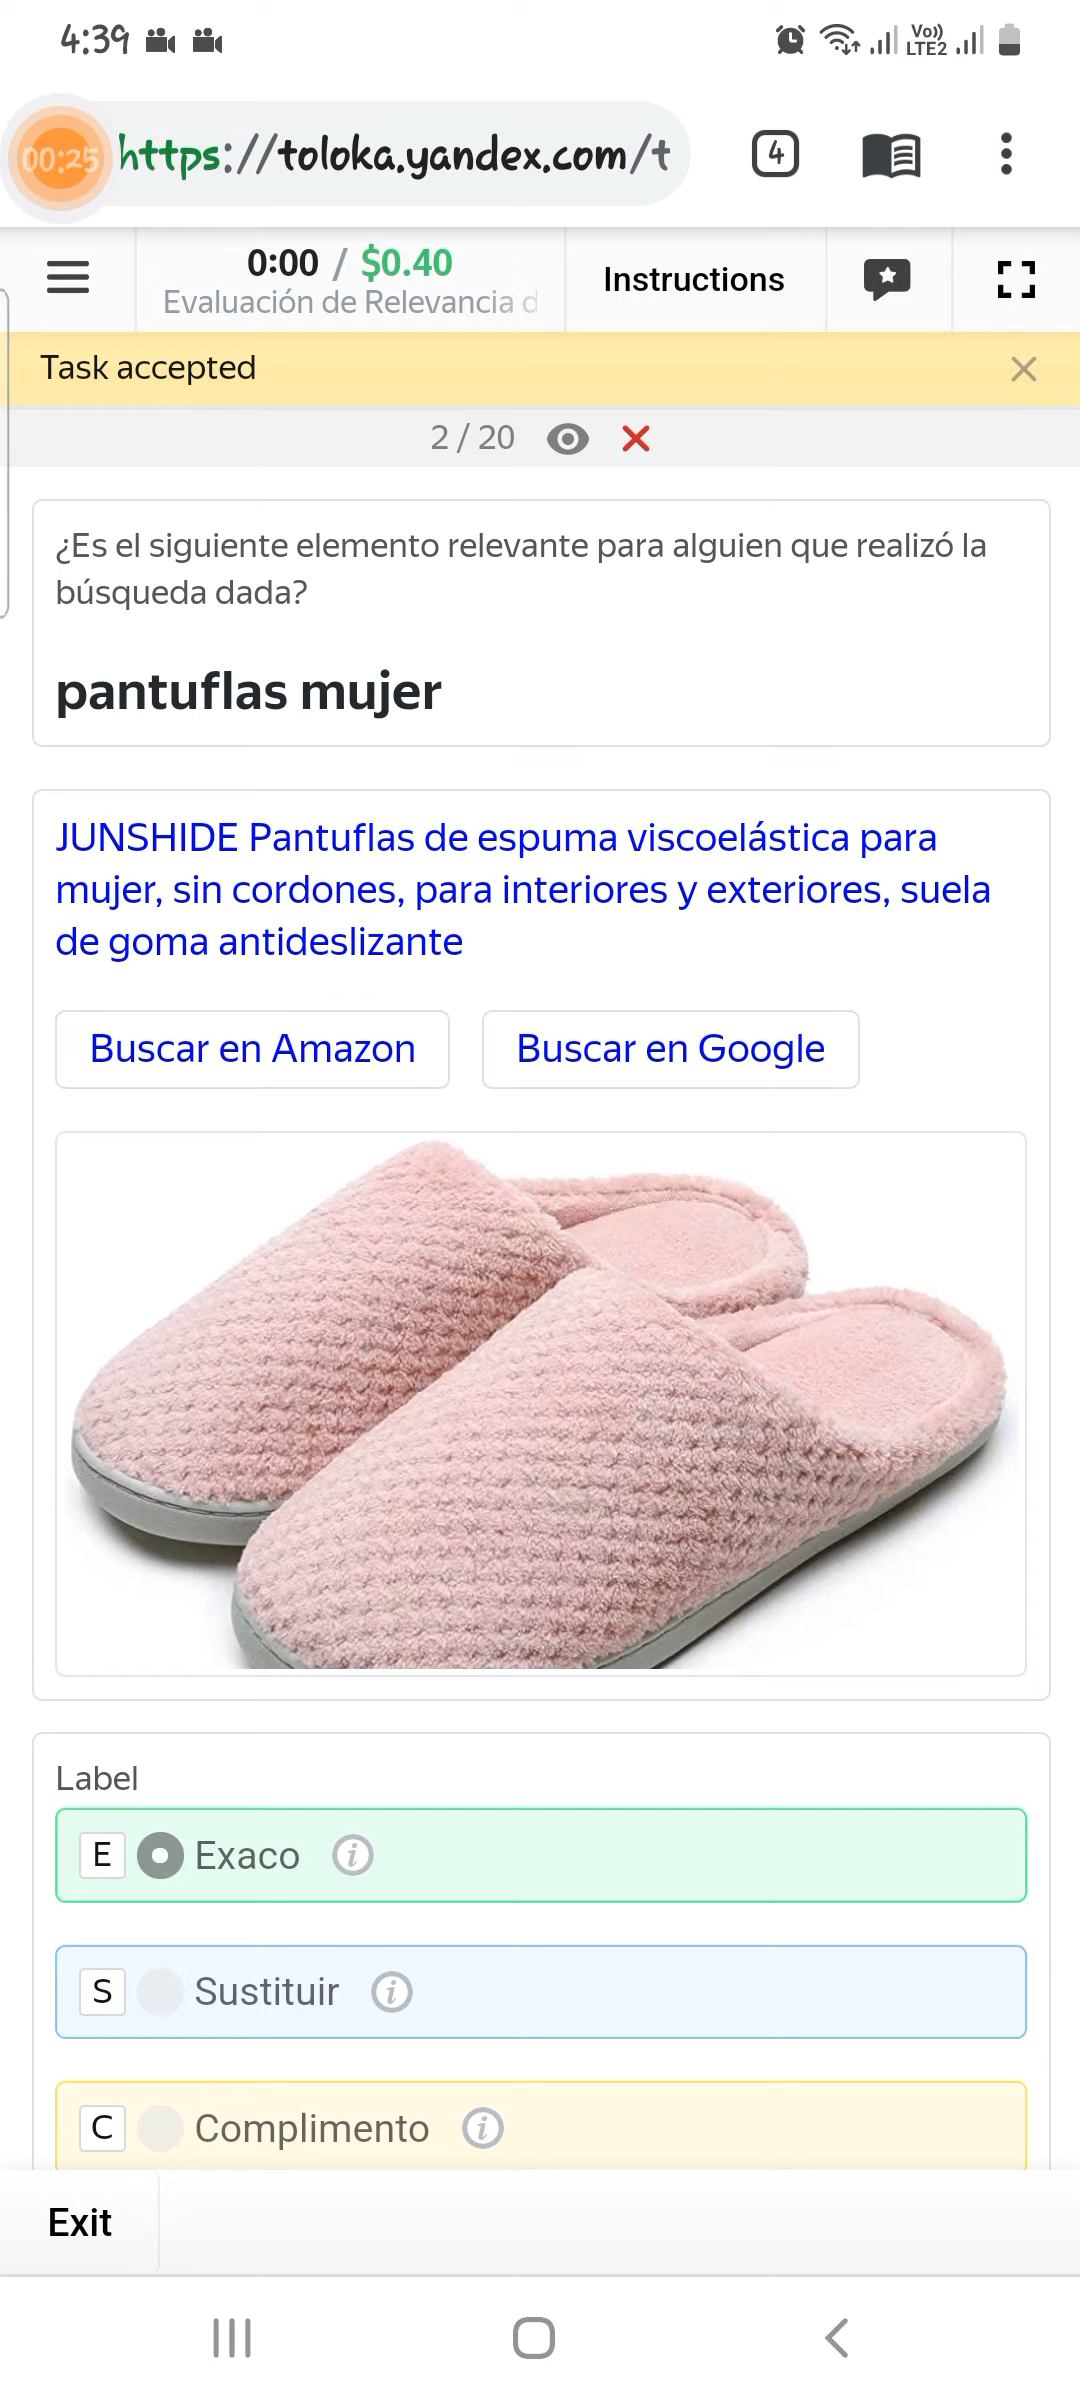 4:39
Vo))
LTE2
00:25
https://toloka.yandex.com/t
4
0:00 / $0.40
Evaluación de Relevancia d
Instructions
Task accepted
2 / 20
¿Es el siguiente elemento relevante para alguien que realizó la
búsqueda dada?
pantuflas mujer
JUNSHIDE Pantuflas de espuma viscoelástica para
mujer, sin cordones, para interiores y exteriores, suela
de goma antideslizante
Buscar en Amazon
Buscar en Google
Label
E Exaco i
S Sustituir i
C Complimento i
Exit